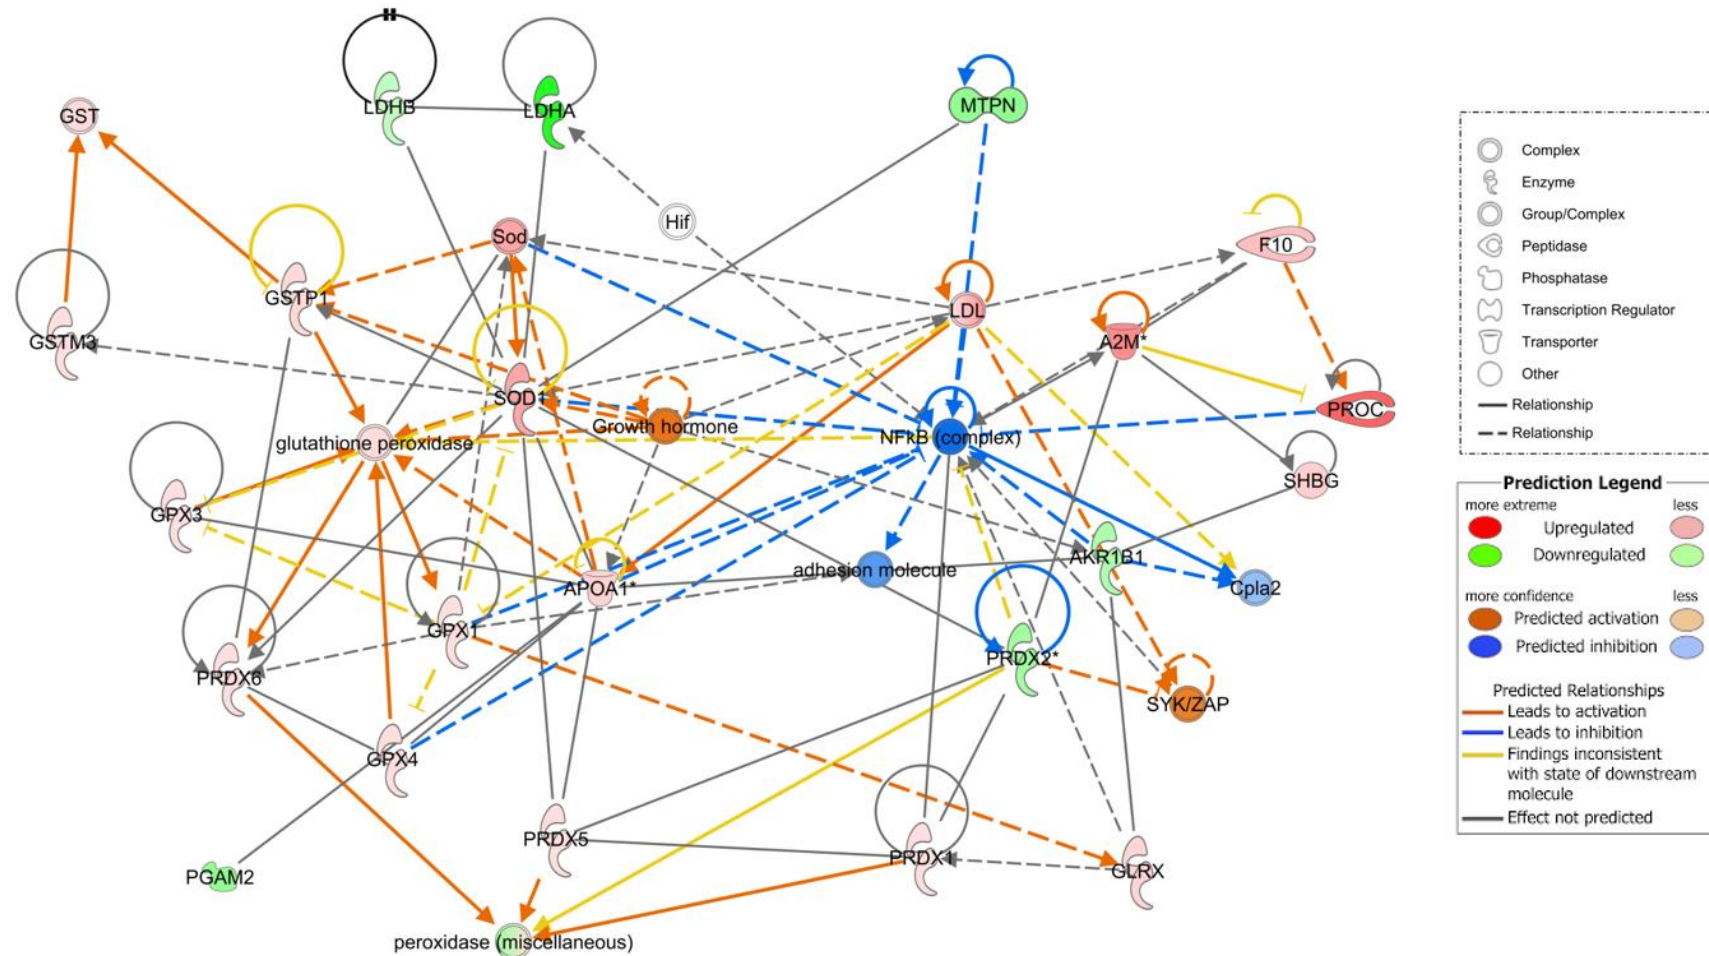 LDHB
LDHA
MTPN
GST
Hif
Sod
F10
GSTP1
LDL
GSTM3
A2M*
SOD1
PROC
Growth hormone
glutathione peroxidase
NFkB (complex)
SHBG
GPX3
AKR1B1
adhesion molecule
APOA1*
Cpla2
GPX1
PRDX2*
PRDX6
SYK/ZAP
GPX4
PRDX5
PRDX1
GLRX
PGAM2
peroxidase (miscellaneous)
Complex
Enzyme
Group/Complex
Peptidase
Phosphatase
Transcription Regulator
Transporter
Other
Relationship
Relationship
Prediction Legend
more extreme less
Upregulated
Downregulated
more confidence less
Predicted activation
Predicted inhibition
Predicted Relationships
Leads to activation
Leads to inhibition
Findings inconsistent
with state of downstream
molecule
Effect not predicted